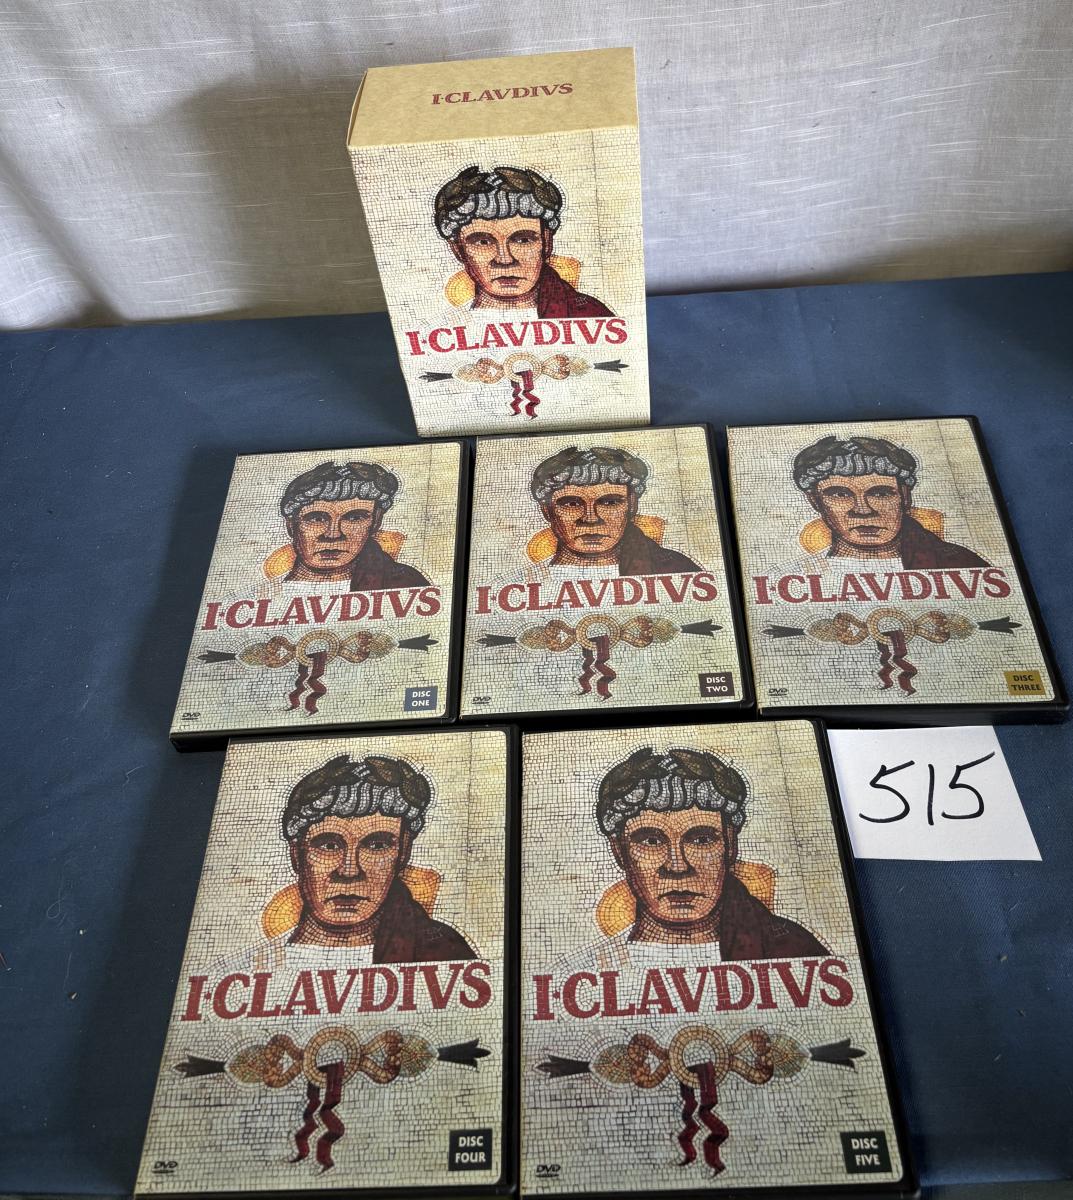 I·CLAVDIVS
I·CLAVDIVS
I·CLAVDIVS
DVD
DISC
ONE
I·CLAVDIVS
DVD
DISC
TWO
I·CLAVDIVS
DVD
DISC
THREE
515
I·CLAVDIVS
DVD
DISC
FOUR
I·CLAVDIVS
DVD
DISC
FIVE